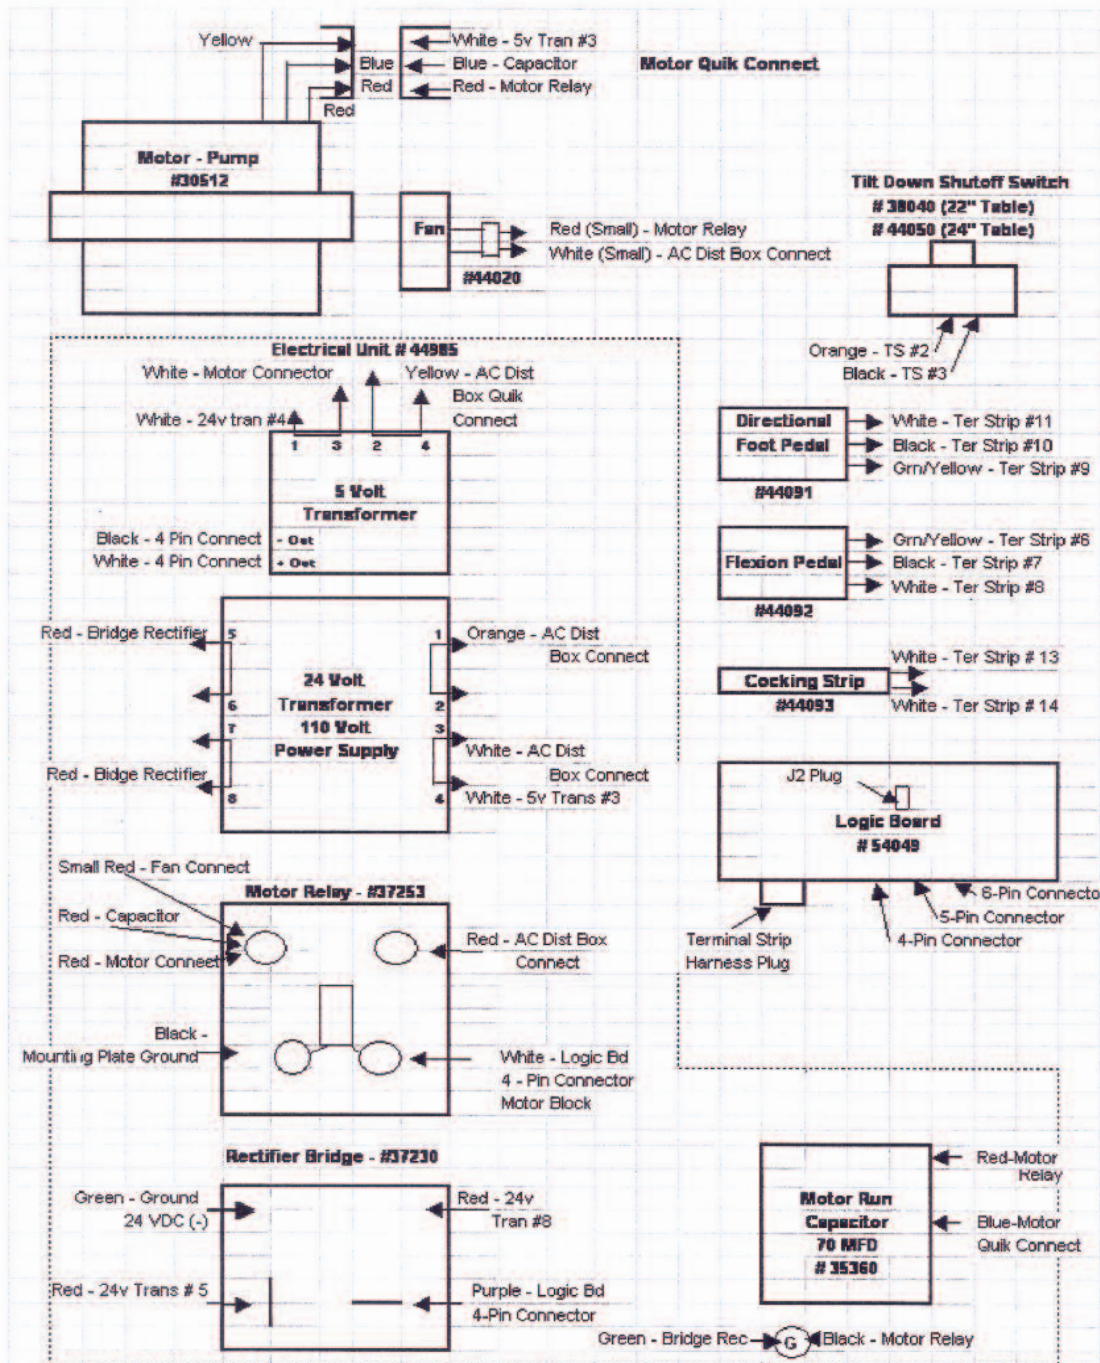 Yellow
Blue
Red
Red
White - 5v Tran #3
Blue - Capacitor
Red - Motor Relay
Motor Quik Connect
Motor - Pump
#30512
Fan
#44020
Red (Small) - Motor Relay
White (Small) - AC Dist Box Connect
Tilt Down Shutoff Switch
# 38040 (22" Table)
# 44050 (24" Table)
Orange - TS #2
Black - TS #3
Electrical Unit # 44985
White - Motor Connector
Yellow - AC Dist
Box Quik
Connect
White - 24v tran #4
1 3 2 4
5 Volt
Transformer
Black - 4 Pin Connect
- Out
White - 4 Pin Connect
+ Out
Directional
Foot Pedal
#44091
White - Ter Strip #11
Black - Ter Strip #10
Grn/Yellow - Ter Strip #9
Flexion Pedal
#44092
Grn/Yellow - Ter Strip #6
Black - Ter Strip #7
White - Ter Strip #8
Red - Bridge Rectifier
5
6
7
8
Red - Bidge Rectifier
24 Volt
Transformer
110 Volt
Power Supply
1
2
3
4
Orange - AC Dist
Box Connect
White - AC Dist
Box Connect
White - 5v Trans #3
Cocking Strip
#44093
White - Ter Strip # 13
White - Ter Strip # 14
J2 Plug
Logic Board
# 54049
6-Pin Connector
5-Pin Connector
4-Pin Connector
Terminal Strip
Harness Plug
Small Red - Fan Connect
Motor Relay - #37253
Red - Capacitor
Red - Motor Connect
Red - AC Dist Box
Connect
Black -
Mounting Plate Ground
White - Logic Bd
4 - Pin Connector
Motor Block
Rectifier Bridge - #37230
Green - Ground
24 VDC (-)
Red - 24v
Tran #8
Red - 24v Trans # 5
Purple - Logic Bd
4-Pin Connector
Motor Run
Capacitor
70 MFD
# 35360
Red-Motor
Relay
Blue-Motor
Quik Connect
Green - Bridge Rec
G
Black - Motor Relay